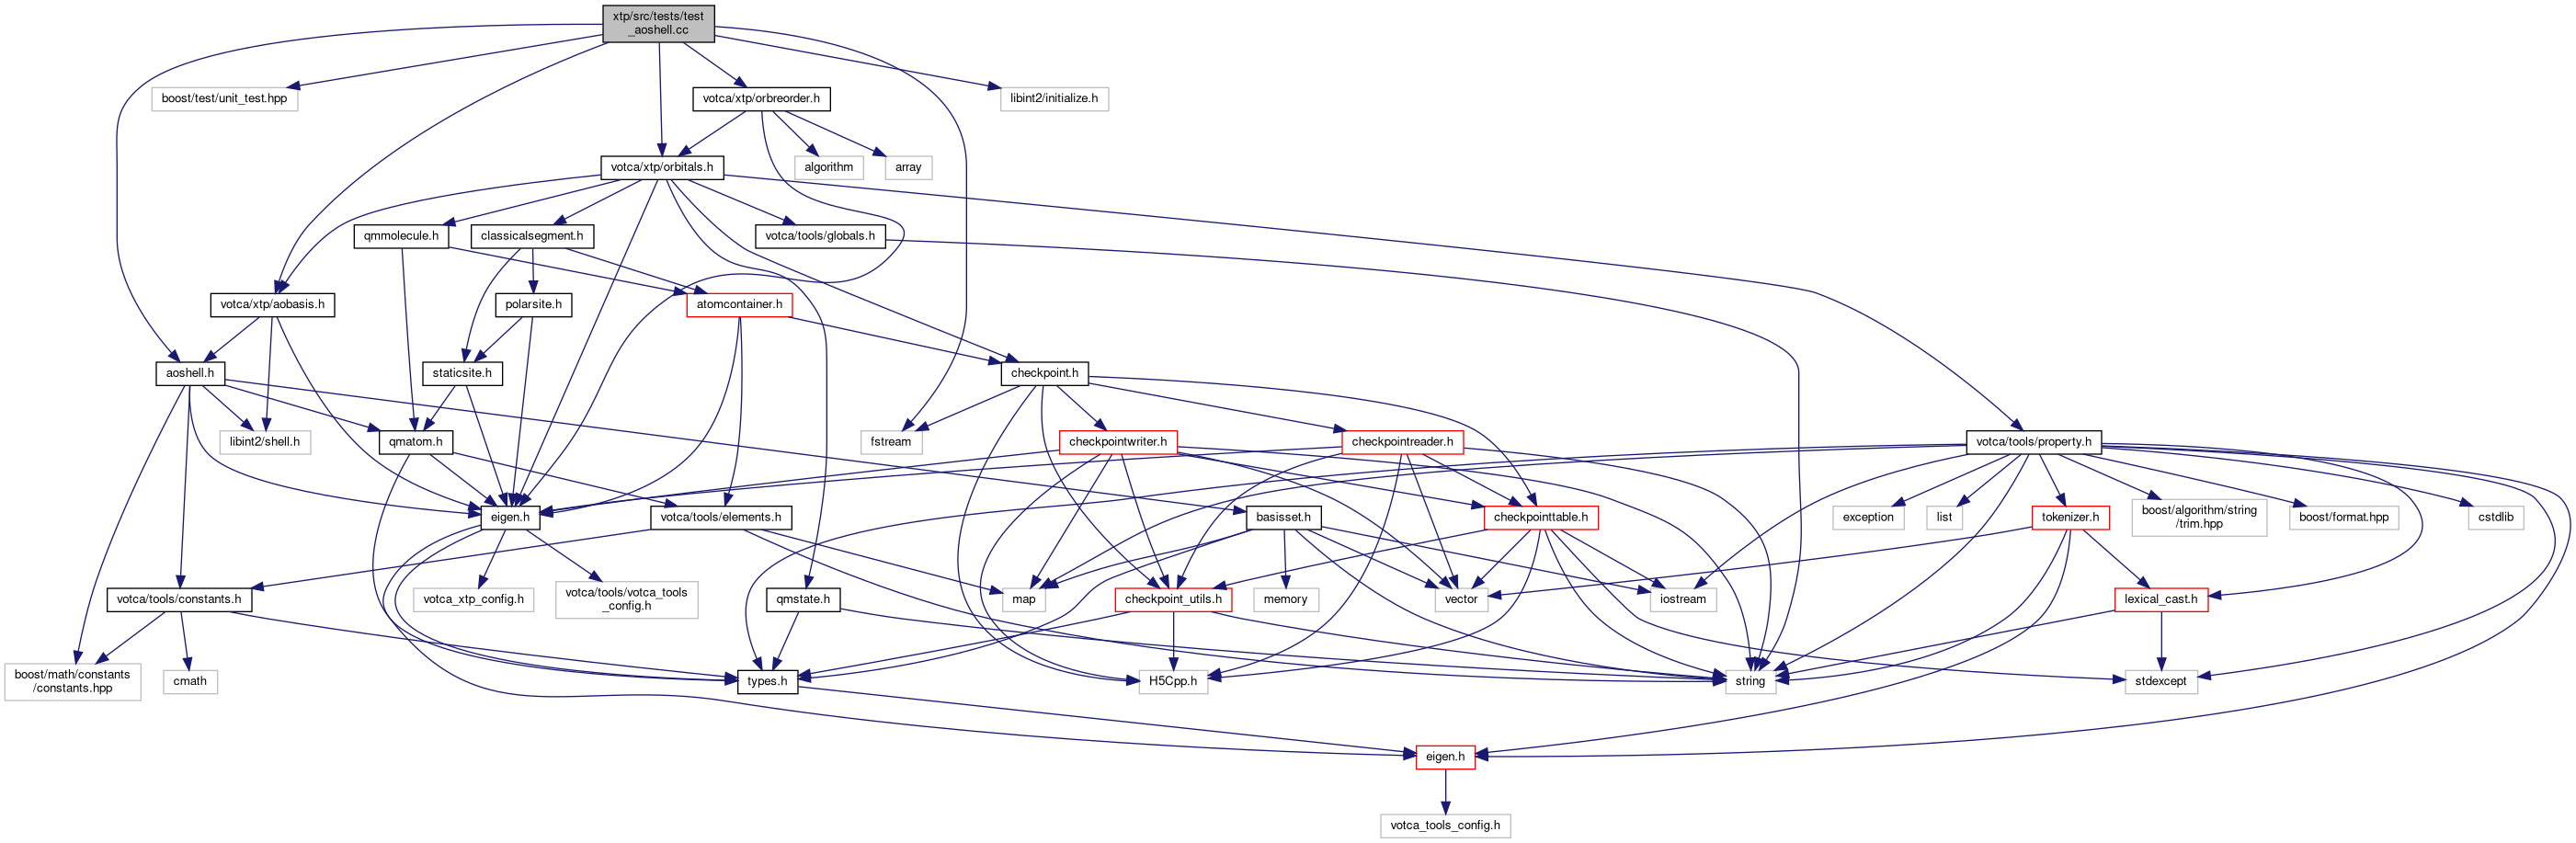 xtp/src/tests/test
_aoshell.cc
boost/test/unit_test.hpp
votca/xtp/orbreorder.h
libint2/initialize.h
votca/xtp/orbitals.h
algorithm
array
qmmolecule.h
classicalsegment.h
votca/tools/globals.h
votca/xtp/aobasis.h
polarsite.h
atomcontainer.h
aoshell.h
staticsite.h
checkpoint.h
libint2/shell.h
qmatom.h
fstream
checkpointwriter.h
checkpointreader.h
votca/tools/property.h
eigen.h
votca/tools/elements.h
basisset.h
checkpointtable.h
exception
list
boost/algorithm/string
/trim.hpp
boost/format.hpp
cstdlib
tokenizer.h
votca/tools/constants.h
votca_xtp_config.h
votca/tools/votca_tools
_config.h
qmstate.h
map
checkpoint_utils.h
memory
vector
iostream
lexical_cast.h
boost/math/constants
/constants.hpp
cmath
types.h
H5Cpp.h
string
stdexcept
eigen.h
votca_tools_config.h